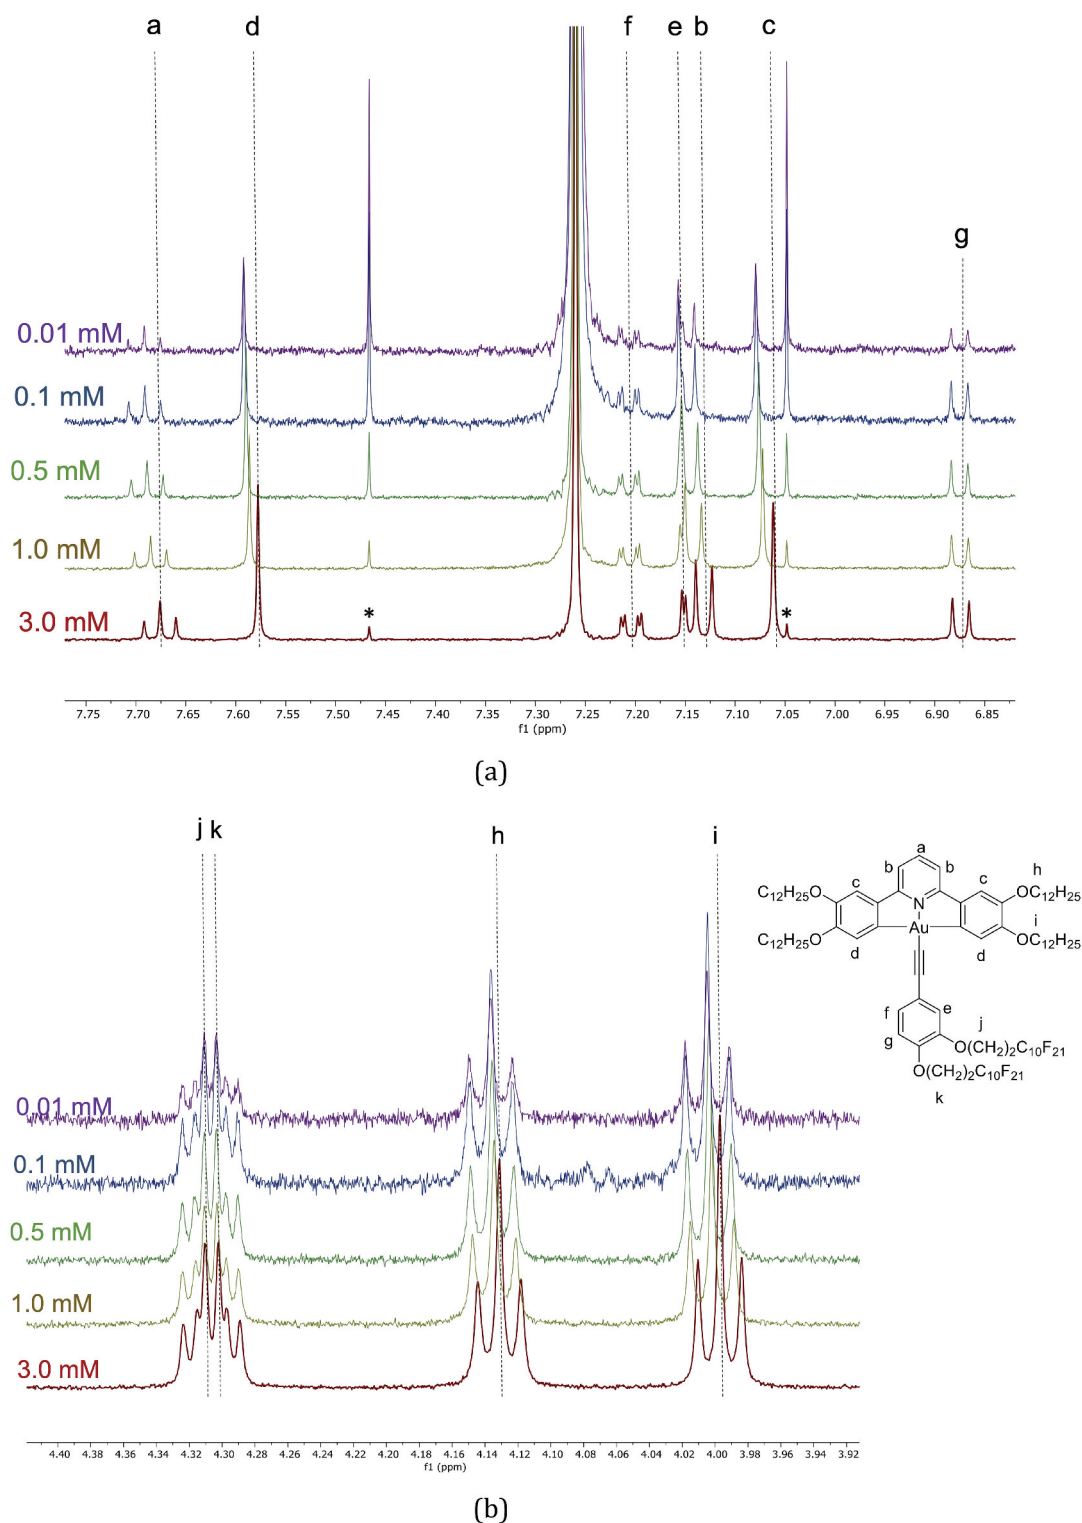 a d f e b c g
0.01 mM
0.1 mM
0.5 mM
1.0 mM
3.0 mM
* *
7.75 7.70 7.65 7.60 7.55 7.50 7.45 7.40 7.35 7.30 7.25 7.20 7.15 7.10 7.05 7.00 6.95 6.90 6.85
f1 (ppm)
(a)
j k h i
0.01 mM
0.1 mM
0.5 mM
1.0 mM
3.0 mM
4.40 4.38 4.36 4.34 4.32 4.30 4.28 4.26 4.24 4.22 4.20 4.18 4.16 4.14 4.12 4.10 4.08 4.06 4.04 4.02 4.00 3.98 3.96 3.94 3.92
f1 (ppm)
(b)
a
b b
c c h
C12H25O OC12H25
N i
C12H25O Au OC12H25
d d
f e
j
g O(CH2)2C10F21
O(CH2)2C10F21
k